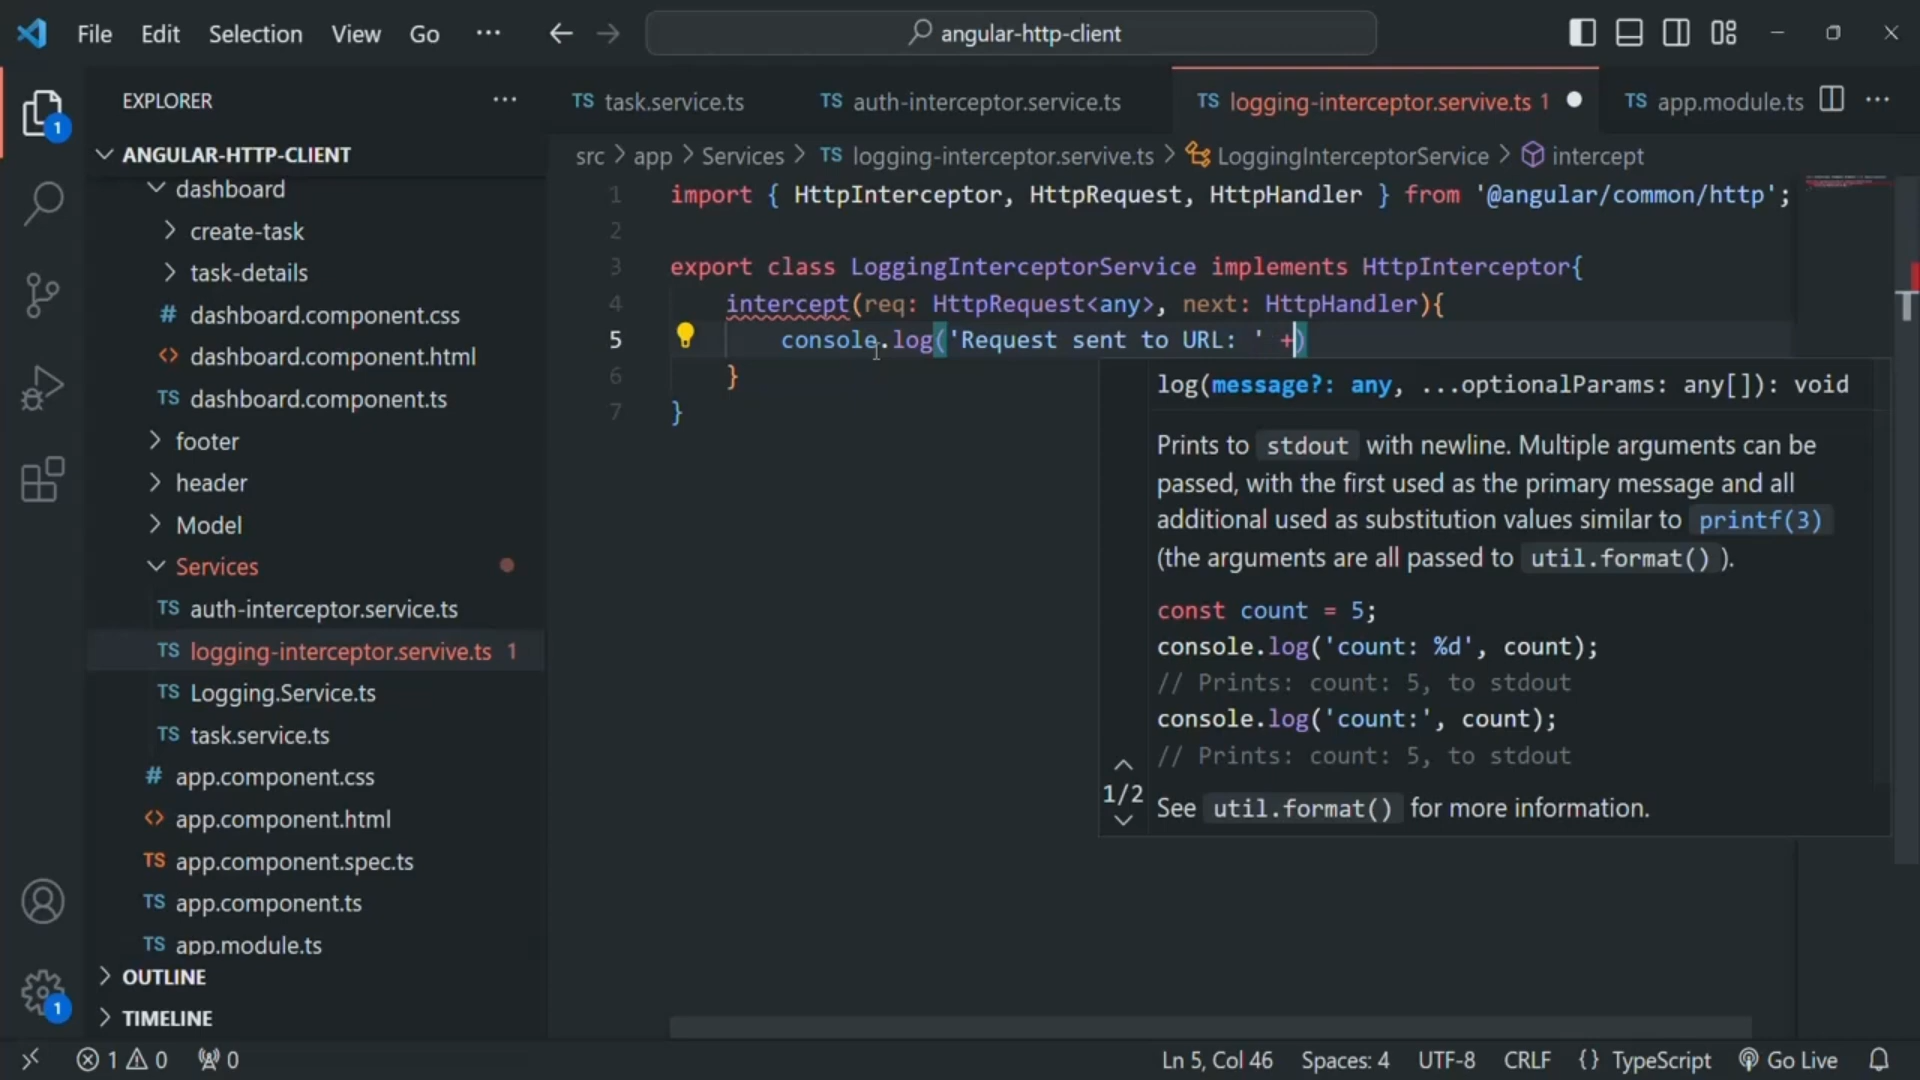 File Edit Selection View Go ··· angular-http-client
EXPLORER ···
ANGULAR-HTTP-CLIENT
dashboard
create-task
task-details
# dashboard.component.css
<> dashboard.component.html
TS dashboard.component.ts
footer
header
Model
Services
TS auth-interceptor.service.ts
TS logging-interceptor.servive.ts 1
TS Logging.Service.ts
TS task.service.ts
# app.component.css
<> app.component.html
TS app.component.spec.ts
TS app.component.ts
TS app.module.ts
OUTLINE
TIMELINE
1
1
TS task.service.ts TS auth-interceptor.service.ts TS logging-interceptor.servive.ts 1 TS app.module.ts ···
src > app > Services > TS logging-interceptor.servive.ts > LoggingInterceptorService > intercept
1 import { HttpInterceptor, HttpRequest, HttpHandler } from '@angular/common/http';
2
3 export class LoggingInterceptorService implements HttpInterceptor{
4 intercept(req: HttpRequest<any>, next: HttpHandler){
5 console.log('Request sent to URL: ' +)
6 }
7 }
log(message?: any, ...optionalParams: any[]): void
Prints to stdout with newline. Multiple arguments can be
passed, with the first used as the primary message and all
additional used as substitution values similar to printf(3)
(the arguments are all passed to util.format() ).
const count = 5;
console.log('count: %d', count);
// Prints: count: 5, to stdout
console.log('count:', count);
// Prints: count: 5, to stdout
1/2 See util.format() for more information.
1 0 0 Ln 5, Col 46 Spaces: 4 UTF-8 CRLF {} TypeScript Go Live